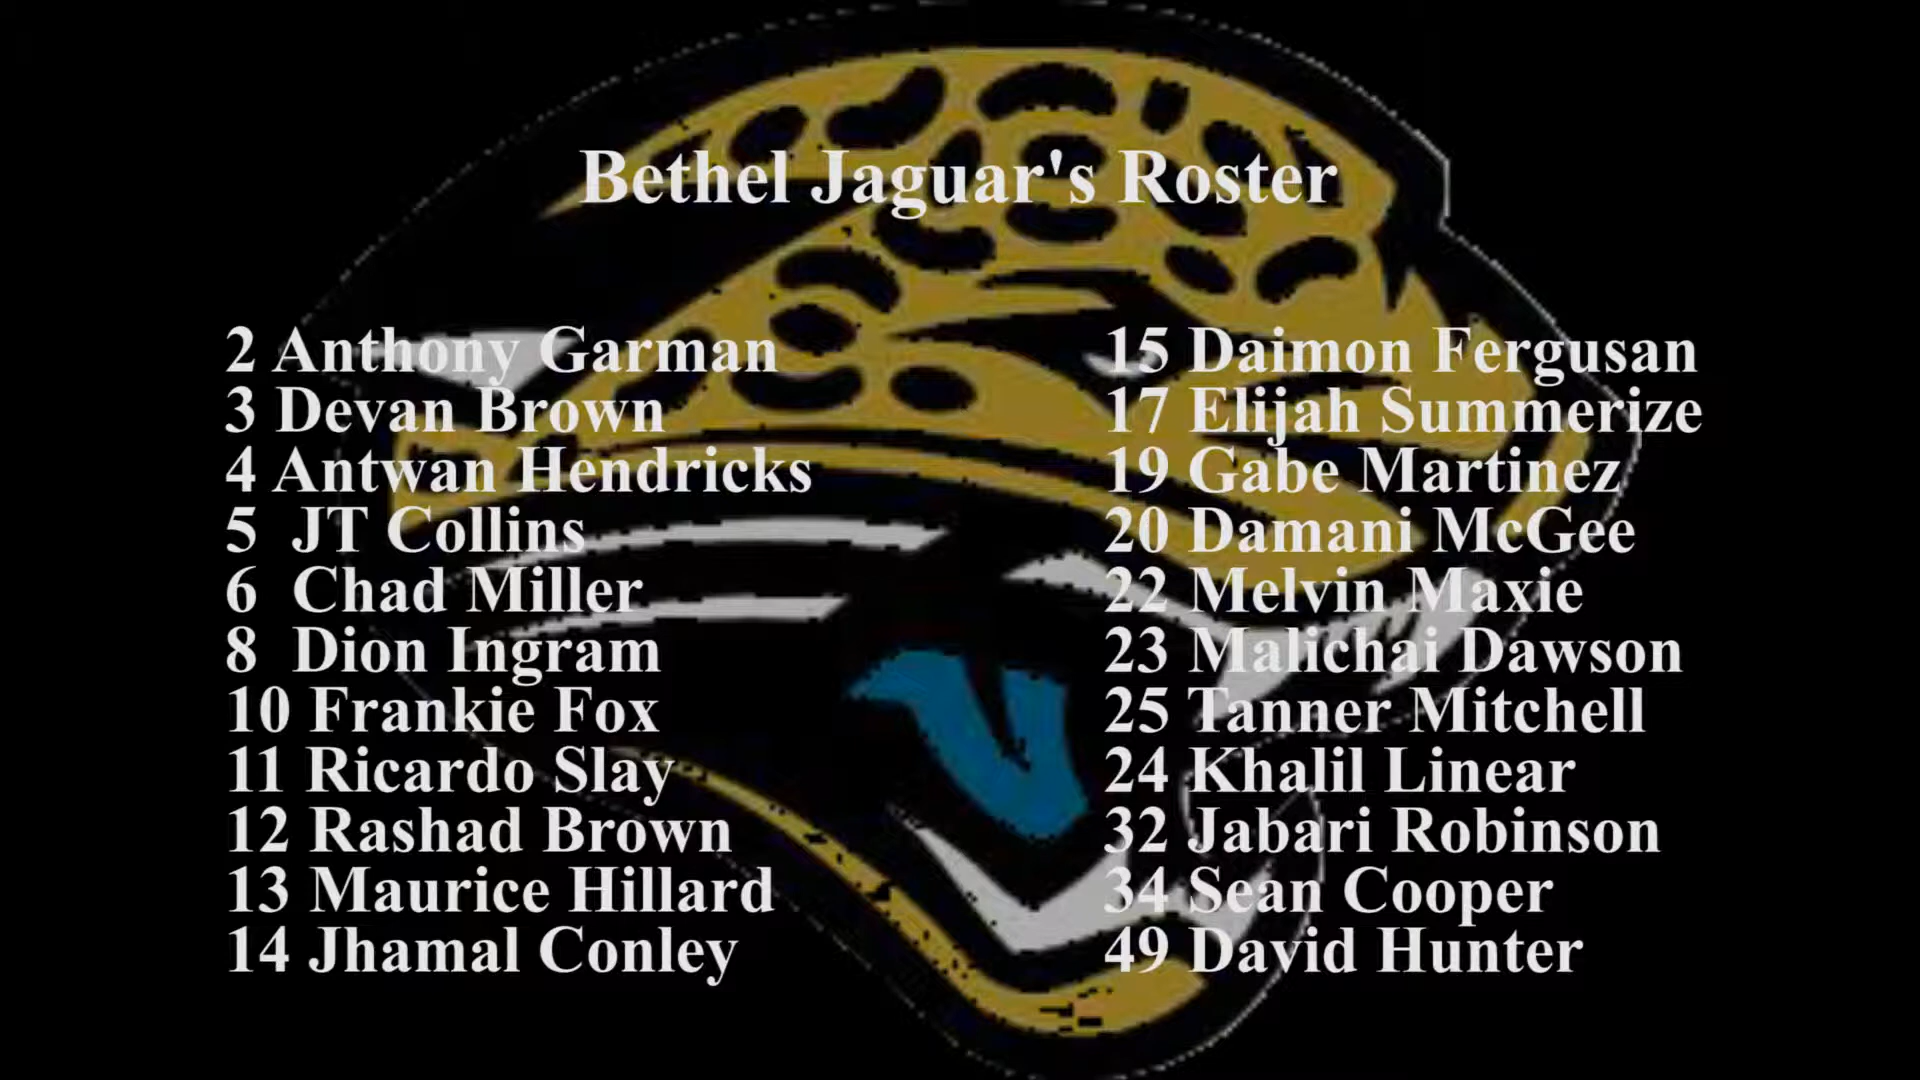 Bethel Jaguar's Roster
2 Anthony Garman
3 Devan Brown
4 Antwan Hendricks
5 JT Collins
6 Chad Miller
8 Dion Ingram
10 Frankie Fox
11 Ricardo Slay
12 Rashad Brown
13 Maurice Hillard
14 Jhamal Conley
15 Daimon Fergusan
17 Elijah Summerize
19 Gabe Martinez
20 Damani McGee
22 Melvin Maxie
23 Malichai Dawson
25 Tanner Mitchell
24 Khalil Linear
32 Jabari Robinson
34 Sean Cooper
49 David Hunter